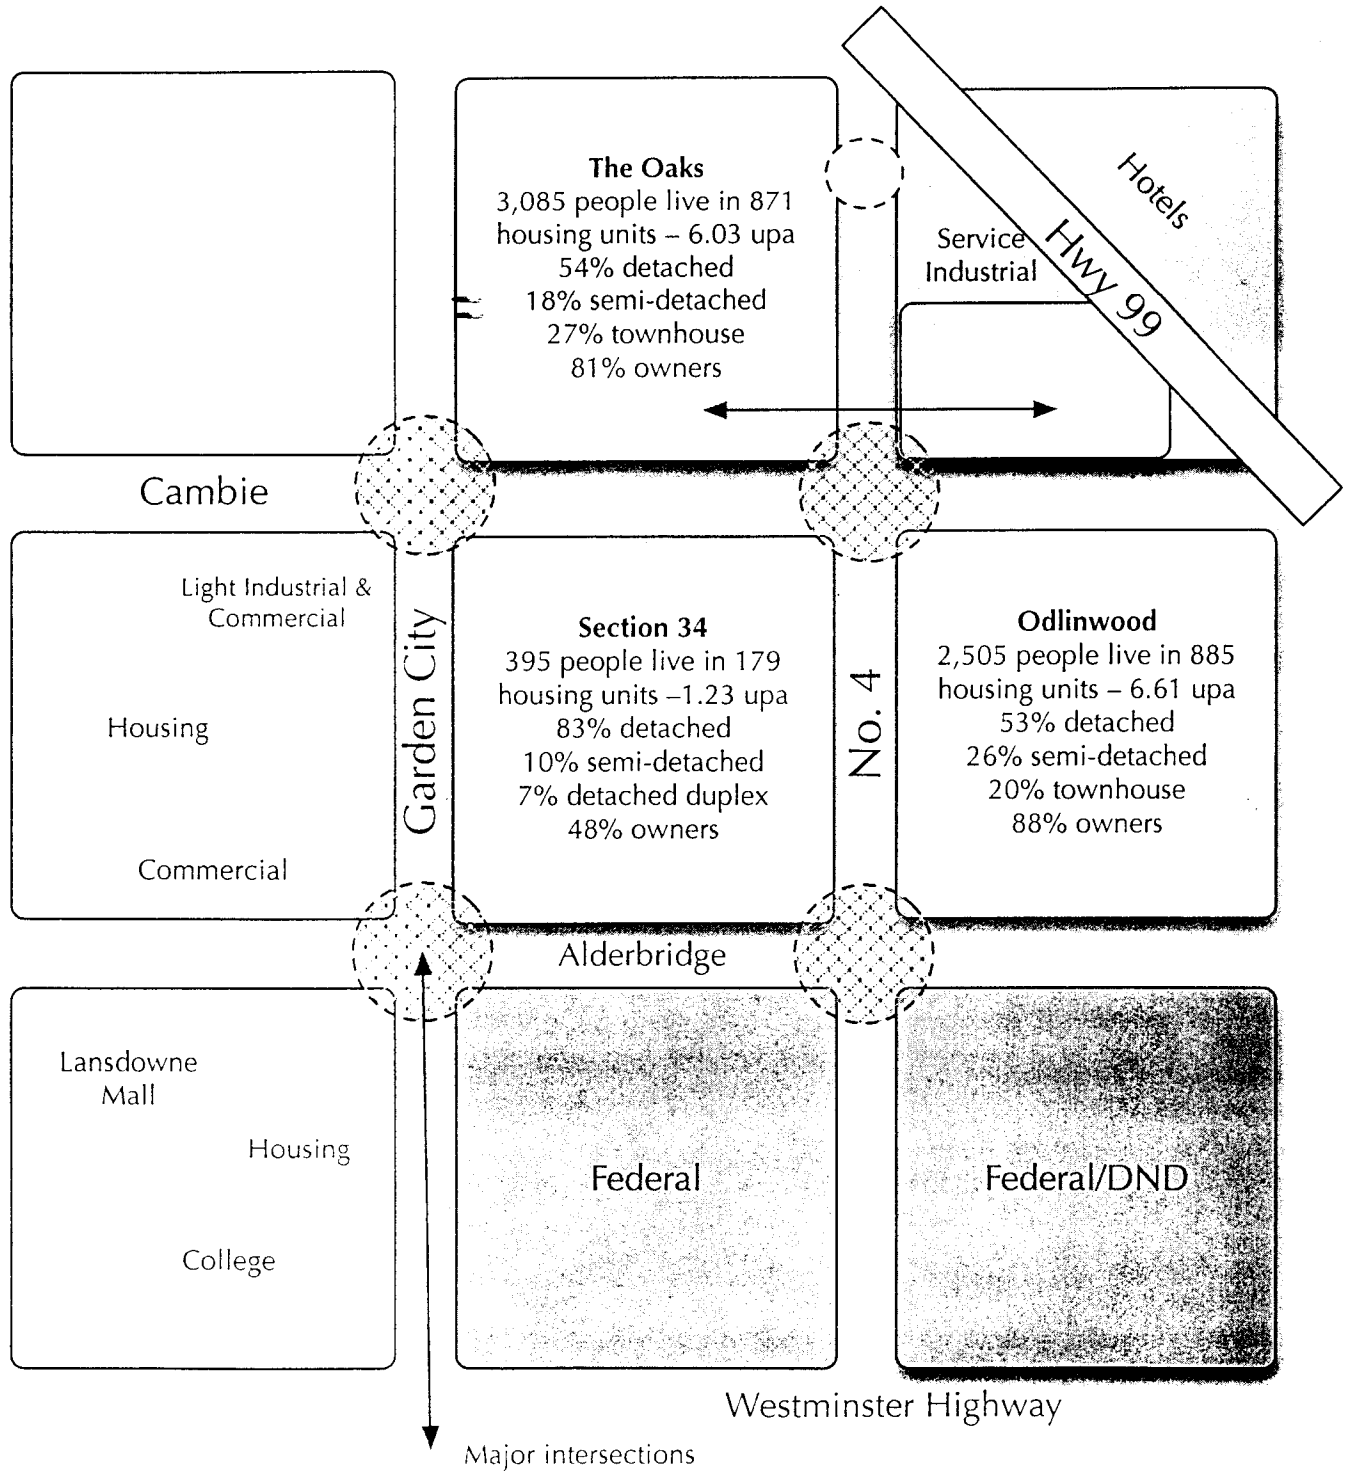 The Oaks
3,085 people live in 871
housing units – 6.03 upa
54% detached
18% semi-detached
27% townhouse
81% owners
Hotels
Service
Industrial
Hwy 99
Cambie
Light Industrial &
Commercial
Housing
Commercial
Garden City
Section 34
395 people live in 179
housing units –1.23 upa
83% detached
10% semi-detached
7% detached duplex
48% owners
No. 4
Odlinwood
2,505 people live in 885
housing units – 6.61 upa
53% detached
26% semi-detached
20% townhouse
88% owners
Alderbridge
Lansdowne
Mall
Housing
College
Federal
Federal/DND
Westminster Highway
Major intersections